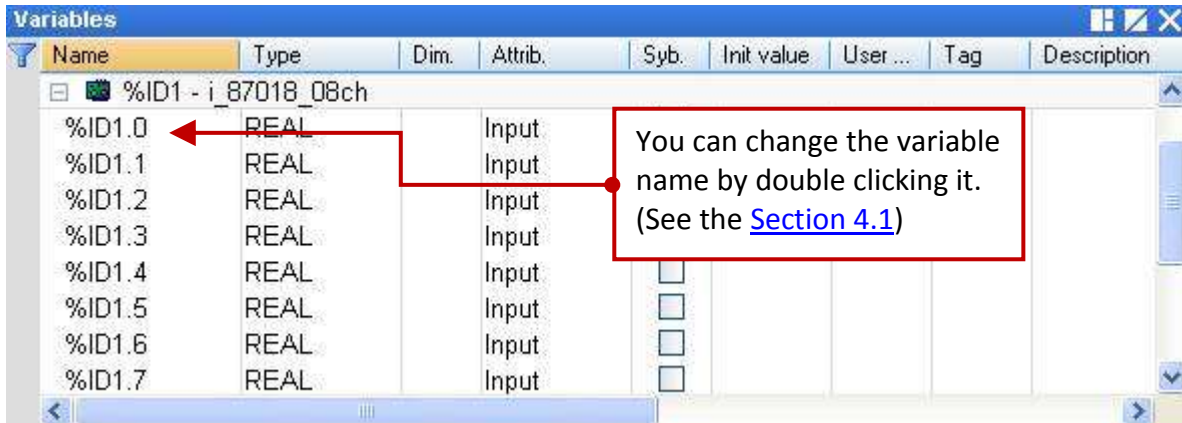 Variables
Name Type Dim. Attrib. Syb. Init value User ... Tag Description
%ID1 - i_87018_08ch
%ID1.0 REAL Input
%ID1.1 REAL Input
%ID1.2 REAL Input
%ID1.3 REAL Input
%ID1.4 REAL Input
%ID1.5 REAL Input
%ID1.6 REAL Input
%ID1.7 REAL Input
You can change the variable
name by double clicking it.
(See the Section 4.1)